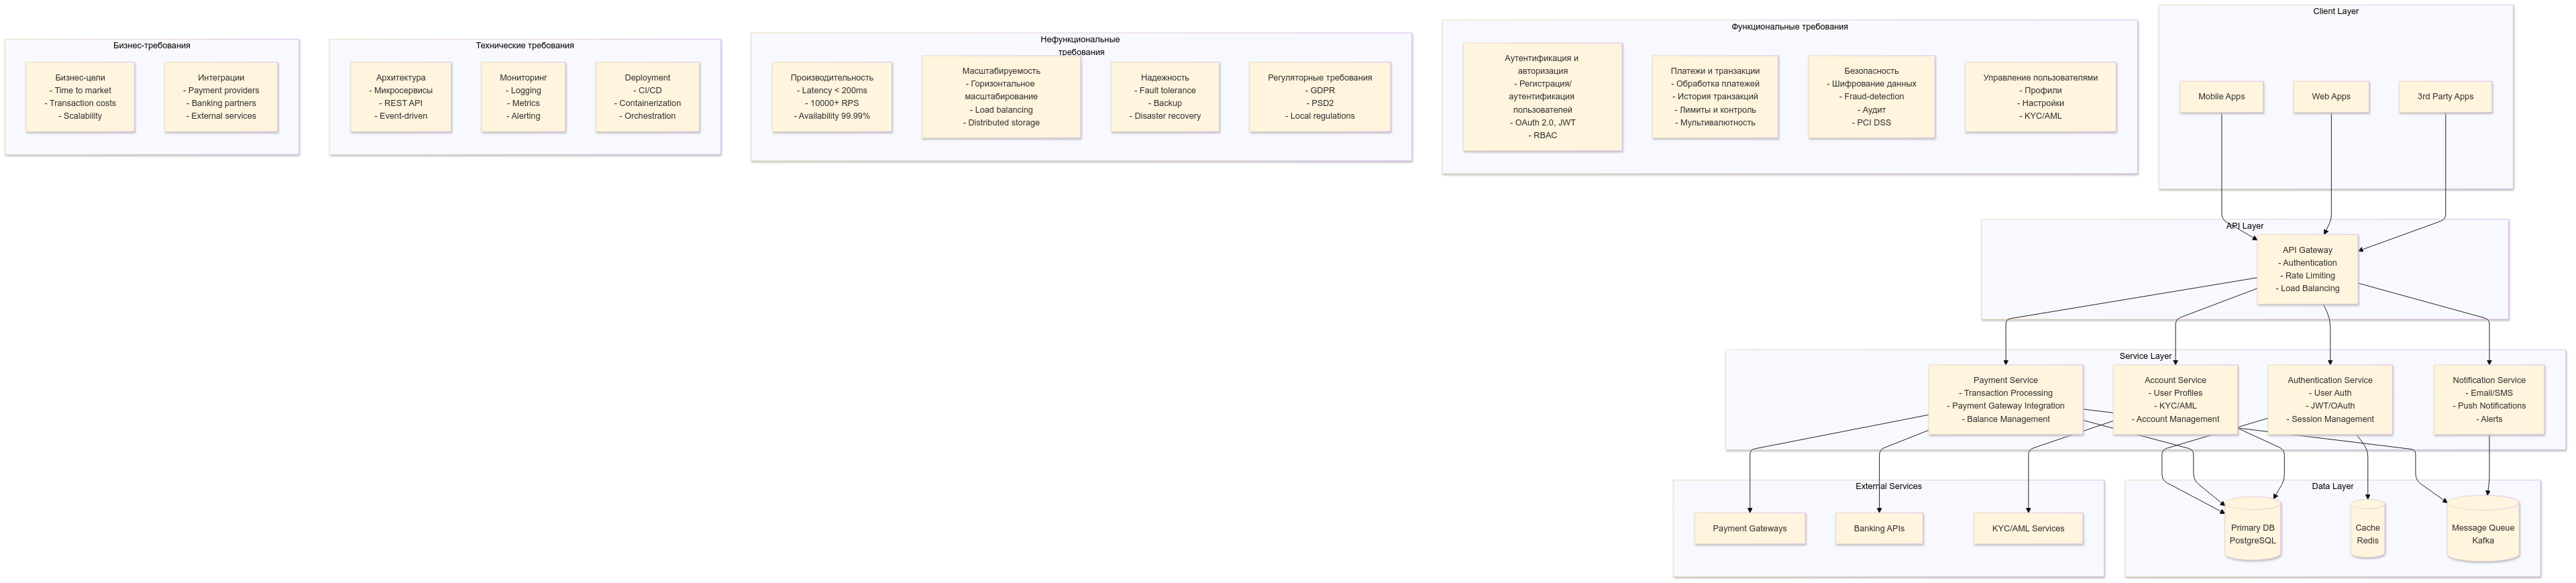 Бизнес-требования
Бизнес-цели
- Time to market
- Transaction costs
- Scalability
Интеграции
- Payment providers
- Banking partners
- External services
Технические требования
Архитектура
- Микросервисы
- REST API
- Event-driven
Мониторинг
- Logging
- Metrics
- Alerting
Deployment
- CI/CD
- Containerization
- Orchestration
Нефункциональные
требования
Производительность
- Latency < 200ms
- 10000+ RPS
- Availability 99.99%
Масштабируемость
- Горизонтальное
масштабирование
- Load balancing
- Distributed storage
Надежность
- Fault tolerance
- Backup
- Disaster recovery
Регуляторные требования
- GDPR
- PSD2
- Local regulations
Функциональные требования
Аутентификация и
авторизация
- Регистрация/
аутентификация
пользователей
- OAuth 2.0, JWT
- RBAC
Платежи и транзакции
- Обработка платежей
- История транзакций
- Лимиты и контроль
- Мультивалютность
Безопасность
- Шифрование данных
- Fraud-detection
- Аудит
- PCI DSS
Управление пользователями
- Профили
- Настройки
- KYC/AML
Client Layer
Mobile Apps
Web Apps
3rd Party Apps
API Layer
API Gateway
- Authentication
- Rate Limiting
- Load Balancing
Service Layer
Payment Service
- Transaction Processing
- Payment Gateway Integration
- Balance Management
Account Service
- User Profiles
- KYC/AML
- Account Management
Authentication Service
- User Auth
- JWT/OAuth
- Session Management
Notification Service
- Email/SMS
- Push Notifications
- Alerts
External Services
Payment Gateways
Banking APIs
KYC/AML Services
Data Layer
Primary DB
PostgreSQL
Cache
Redis
Message Queue
Kafka